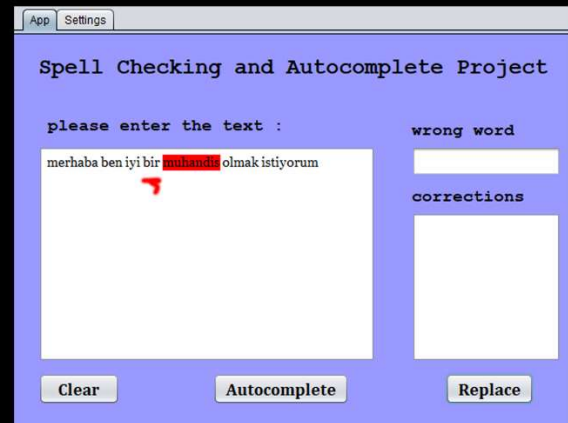 App Settings
Spell Checking and Autocomplete Project
please enter the text :
merhaba ben iyi bir muhandis olmak istiyorum
wrong word
corrections
Clear Autocomplete Replace